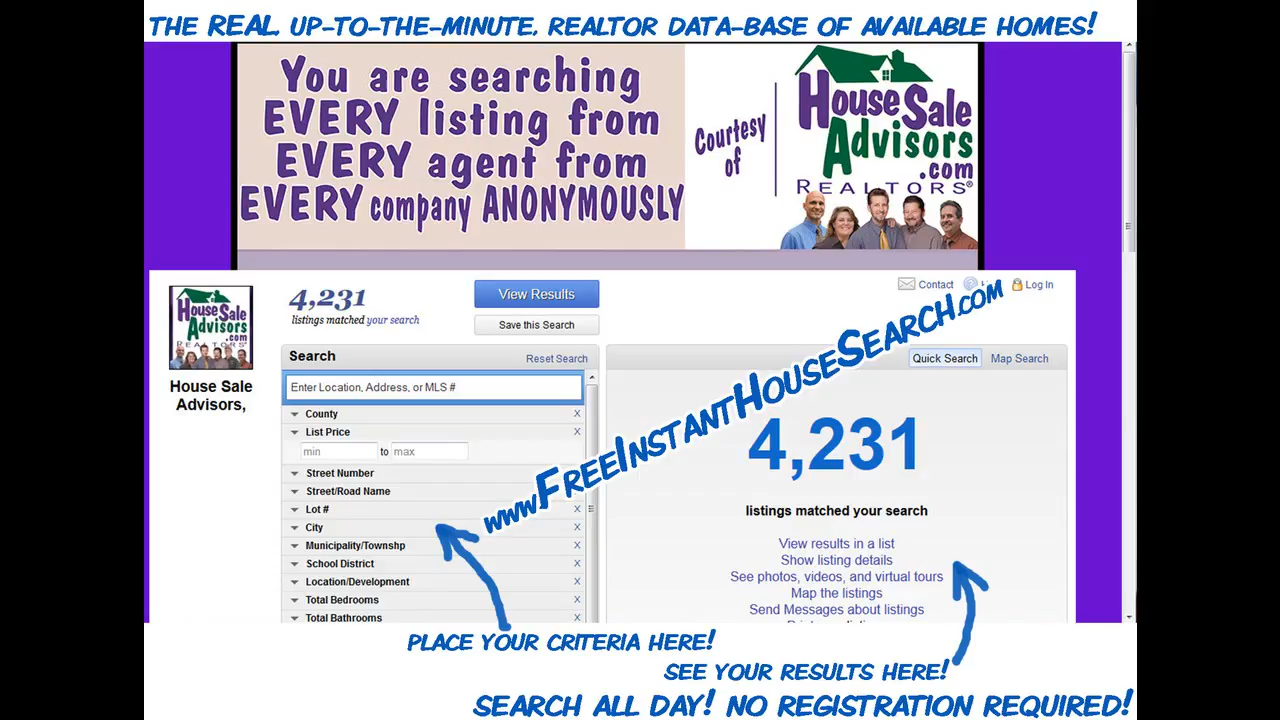 THE REAL, UP-TO-THE-MINUTE, REALTOR DATA-BASE OF AVAILABLE HOMES!
You are searching
EVERY listing from
EVERY agent from
EVERY company ANONYMOUSLY
Courtesy
of
HouseSale
Advisors
.com
REALTORS®
HouseSale
Advisors
.com
REALTORS®
House Sale
Advisors,
4,231
listings matched your search
View Results
Save this Search
Contact
Log In
Search
Reset Search
Quick Search
Map Search
Enter Location, Address, or MLS #
County X
List Price X
min to max
Street Number
Street/Road Name
Lot # X
City X
Municipality/Townshp X
School District X
Location/Development X
Total Bedrooms X
Total Bathrooms X
www.FreeInstantHouseSearch.com
4,231
listings matched your search
View results in a list
Show listing details
See photos, videos, and virtual tours
Map the listings
Send Messages about listings
PLACE YOUR CRITERIA HERE!
SEE YOUR RESULTS HERE!
SEARCH ALL DAY! NO REGISTRATION REQUIRED!